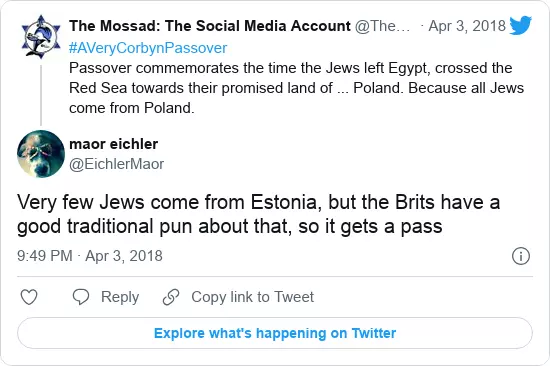 The Mossad: The Social Media Account @The... · Apr 3, 2018
#AVeryCorbynPassover
Passover commemorates the time the Jews left Egypt, crossed the
Red Sea towards their promised land of ... Poland. Because all Jews
come from Poland.
maor eichler
@EichlerMaor
Very few Jews come from Estonia, but the Brits have a
good traditional pun about that, so it gets a pass
9:49 PM · Apr 3, 2018
Reply
Copy link to Tweet
Explore what's happening on Twitter